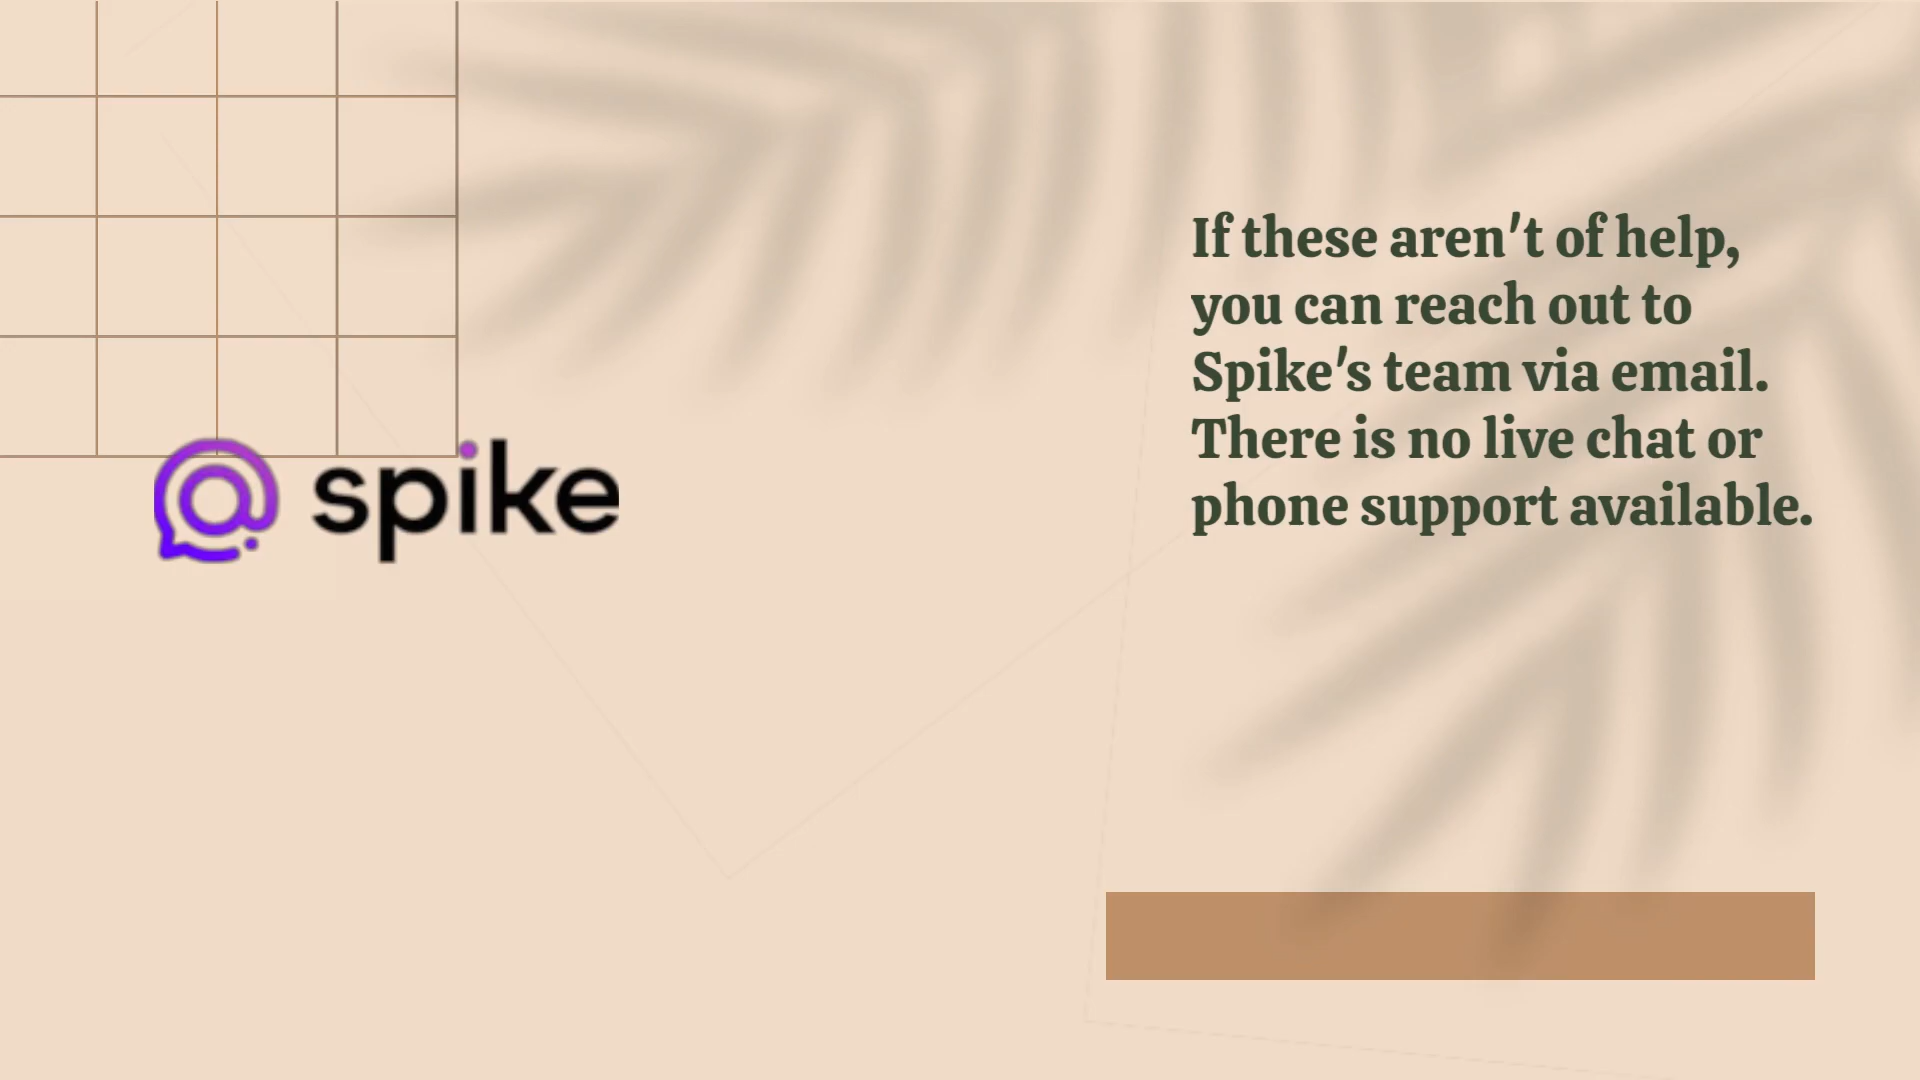 spike
If these aren't of help,
you can reach out to
Spike's team via email.
There is no live chat or
phone support available.